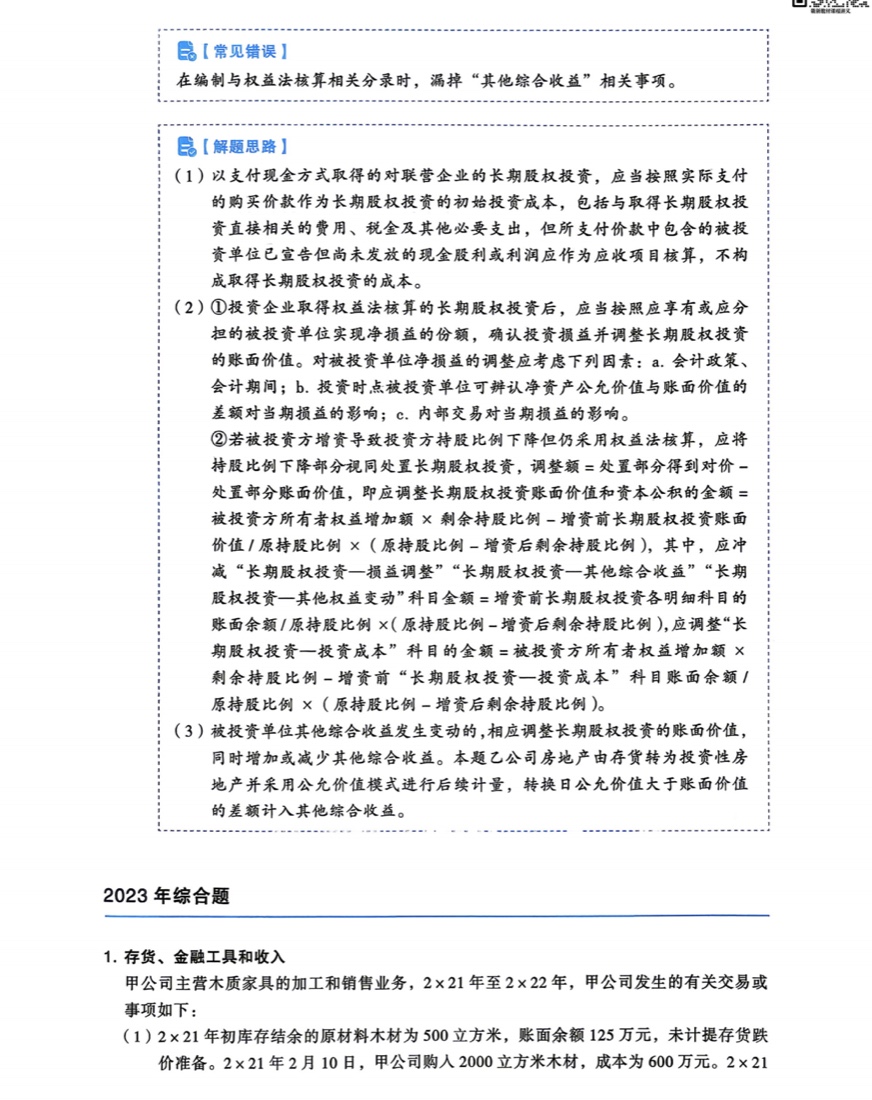 【常见错误】
在编制与权益法核算相关分录时，漏掉“其他综合收益”相关事项。
【解题思路】
（1）以支付现金方式取得的对联营企业的长期股权投资，应当按照实际支付
的购买价款作为长期股权投资的初始投资成本，包括与取得长期股权投
资直接相关的费用、税金及其他必要支出，但所支付价款中包含的被投
资单位已宣告但尚未发放的现金股利或利润应作为应收项目核算，不构
成取得长期股权投资的成本。
（2）①投资企业取得权益法核算的长期股权投资后，应当按照应享有或应分
担的被投资单位实现净损益的份额，确认投资损益并调整长期股权投资
的账面价值。对被投资单位净损益的调整应考虑下列因素：a. 会计政策、
会计期间；b. 投资时点被投资单位可辨认净资产公允价值与账面价值的
差额对当期损益的影响；c. 内部交易对当期损益的影响。
②若被投资方增资导致投资方持股比例下降但仍采用权益法核算，应将
持股比例下降部分视同处置长期股权投资，调整额 = 处置部分得到对价 –
处置部分账面价值，即应调整长期股权投资账面价值和资本公积的金额 =
被投资方所有者权益增加额 × 剩余持股比例 – 增资前长期股权投资账面
价值 / 原持股比例 ×（原持股比例 – 增资后剩余持股比例），其中，应冲
减“长期股权投资—损益调整”“长期股权投资—其他综合收益”“长期
股权投资—其他权益变动”科目金额 = 增资前长期股权投资各明细科目的
账面余额 / 原持股比例 ×（原持股比例 – 增资后剩余持股比例），应调整“长
期股权投资—投资成本”科目的金额 = 被投资方所有者权益增加额 ×
剩余持股比例 – 增资前“长期股权投资—投资成本”科目账面余额 /
原持股比例 ×（原持股比例 – 增资后剩余持股比例）。
（3）被投资单位其他综合收益发生变动的，相应调整长期股权投资的账面价值，
同时增加或减少其他综合收益。本题乙公司房地产由存货转为投资性房
地产并采用公允价值模式进行后续计量，转换日公允价值大于账面价值
的差额计入其他综合收益。
2023 年综合题
1. 存货、金融工具和收入
甲公司主营木质家具的加工和销售业务，2×21 年至 2×22 年，甲公司发生的有关交易或
事项如下：
（1）2×21 年初库存结余的原材料木材为 500 立方米，账面余额 125 万元，未计提存货跌
价准备。2×21 年 2 月 10 日，甲公司购入 2000 立方米木材，成本为 600 万元。2×21